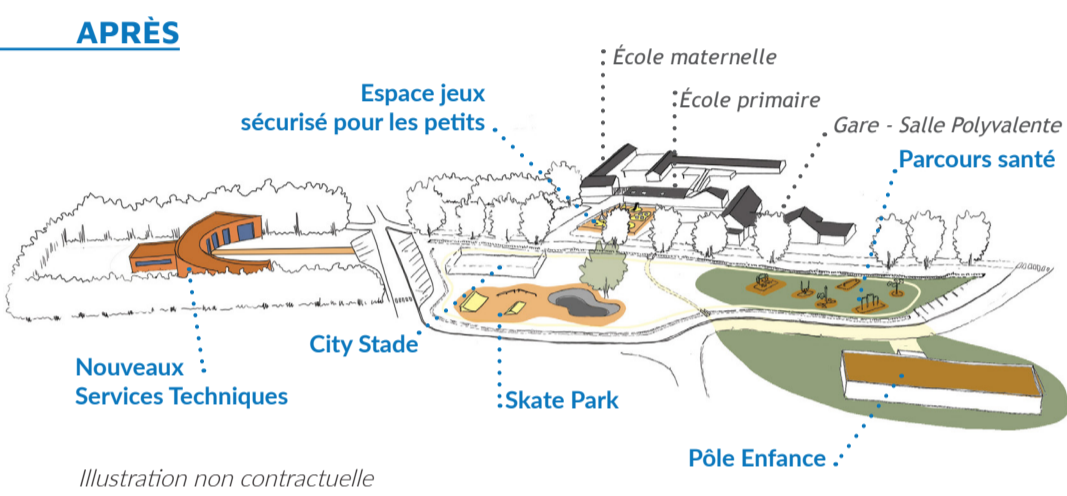 APRÈS
École maternelle
Espace jeux
sécurisé pour les petits
École primaire
Gare - Salle Polyvalente
Parcours santé
City Stade
Nouveaux
Services Techniques
Skate Park
Pôle Enfance
Illustration non contractuelle